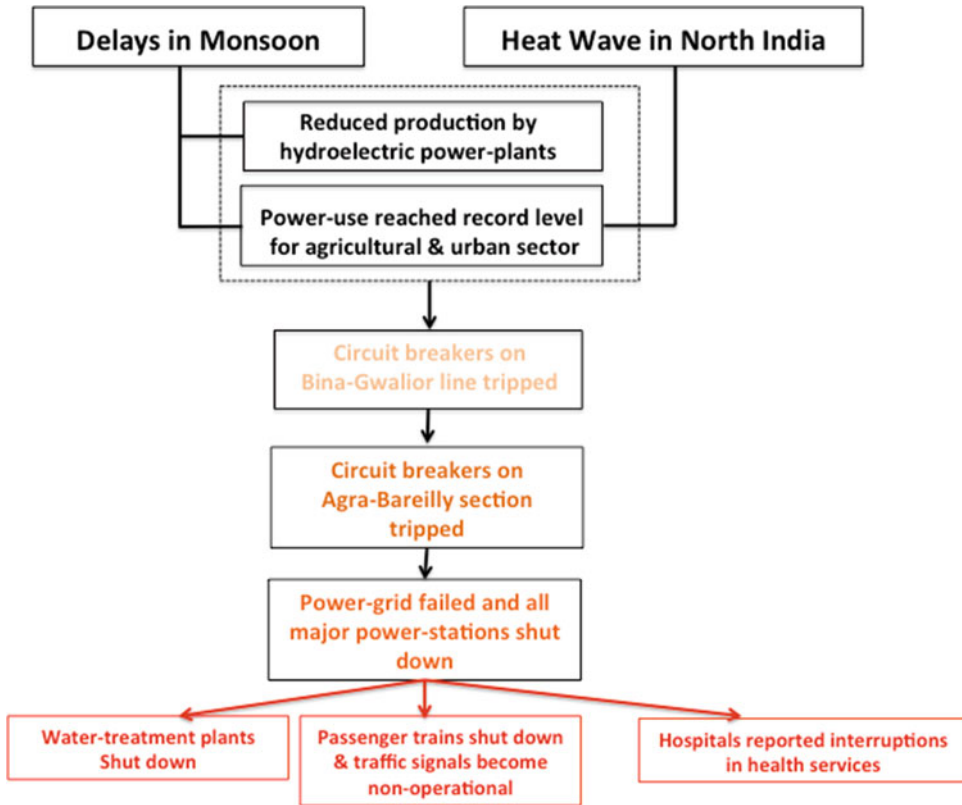 Delays in Monsoon
Heat Wave in North India
Reduced production by
hydroelectric power-plants
Power-use reached record level
for agricultural & urban sector
Circuit breakers on
Bina-Gwalior line tripped
Circuit breakers on
Agra-Bareilly section
tripped
Power-grid failed and all
major power-stations shut
down
Water-treatment plants
Shut down
Passenger trains shut down
& traffic signals become
non-operational
Hospitals reported interruptions
in health services